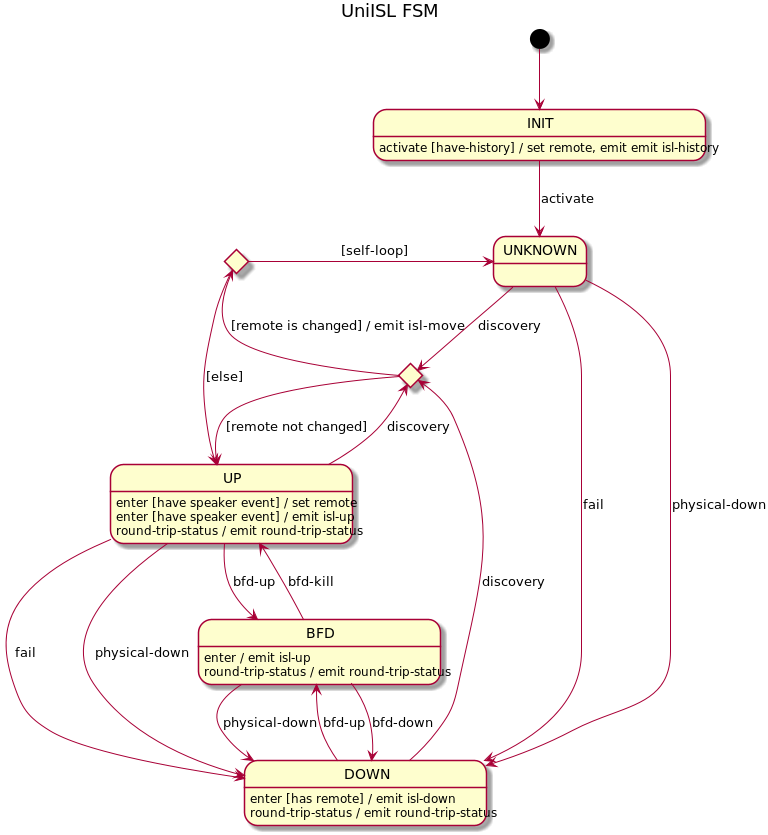 UniISL FSM
INIT
activate [have-history] / set remote, emit emit isl-history
activate
UNKNOWN
[self-loop]
[remote is changed] / emit isl-move
discovery
[else]
[remote not changed]
discovery
UP
enter [have speaker event] / set remote
enter [have speaker event] / emit isl-up
round-trip-status / emit round-trip-status
fail
physical-down
bfd-up
bfd-kill
discovery
BFD
enter / emit isl-up
round-trip-status / emit round-trip-status
fail
physical-down
physical-down
bfd-up
bfd-down
DOWN
enter [has remote] / emit isl-down
round-trip-status / emit round-trip-status